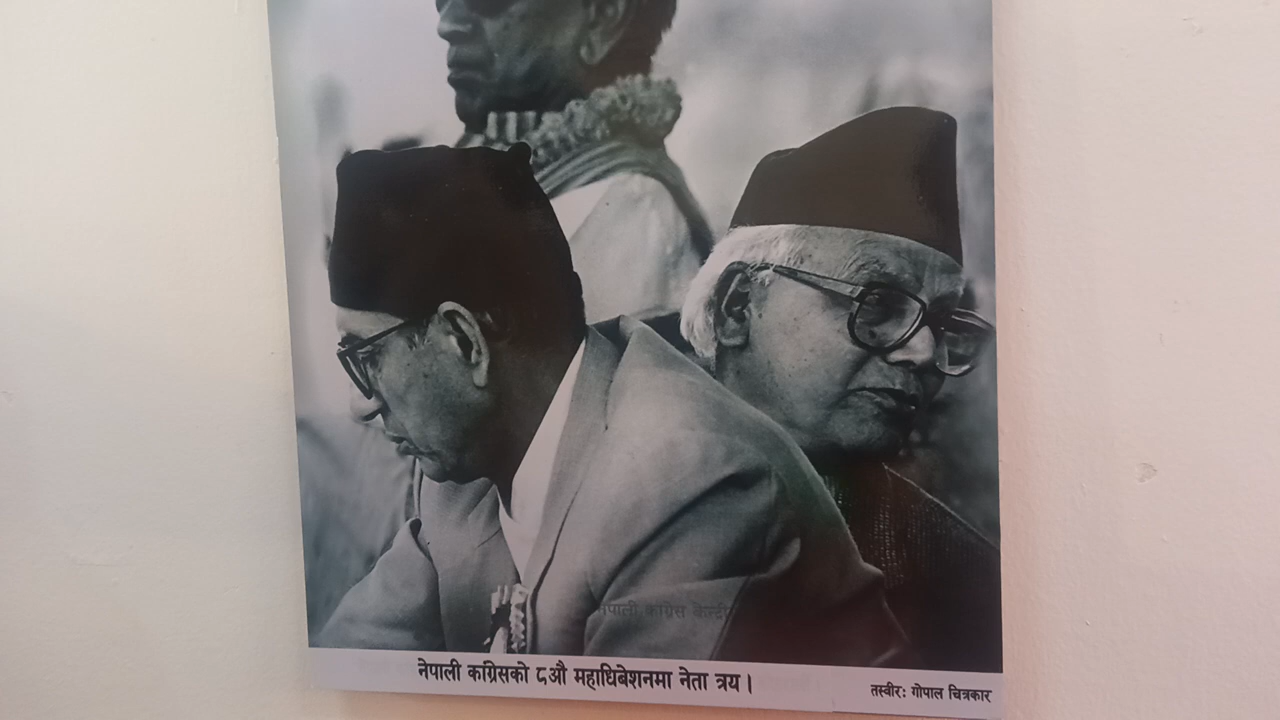 नेपाली कांग्रेस केन्द्री
नेपाली कांग्रेसको ८औ महाधिबेशनमा नेता त्रय।
तस्वीर: गोपाल चित्रकार